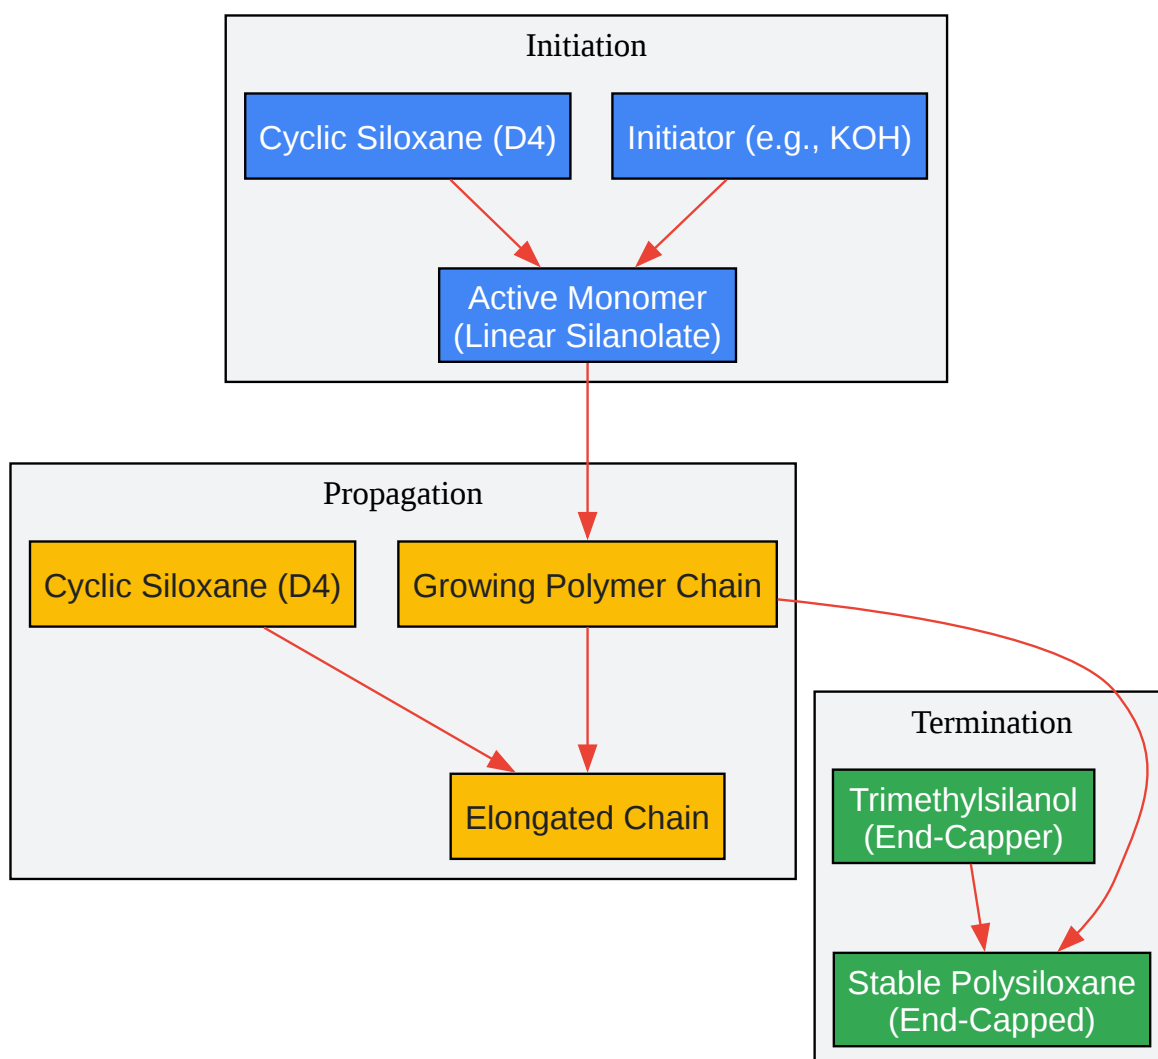 Initiation
Cyclic Siloxane (D4)
Initiator (e.g., KOH)
Active Monomer
(Linear Silanolate)
Propagation
Cyclic Siloxane (D4)
Growing Polymer Chain
Elongated Chain
Termination
Trimethylsilanol
(End-Capper)
Stable Polysiloxane
(End-Capped)